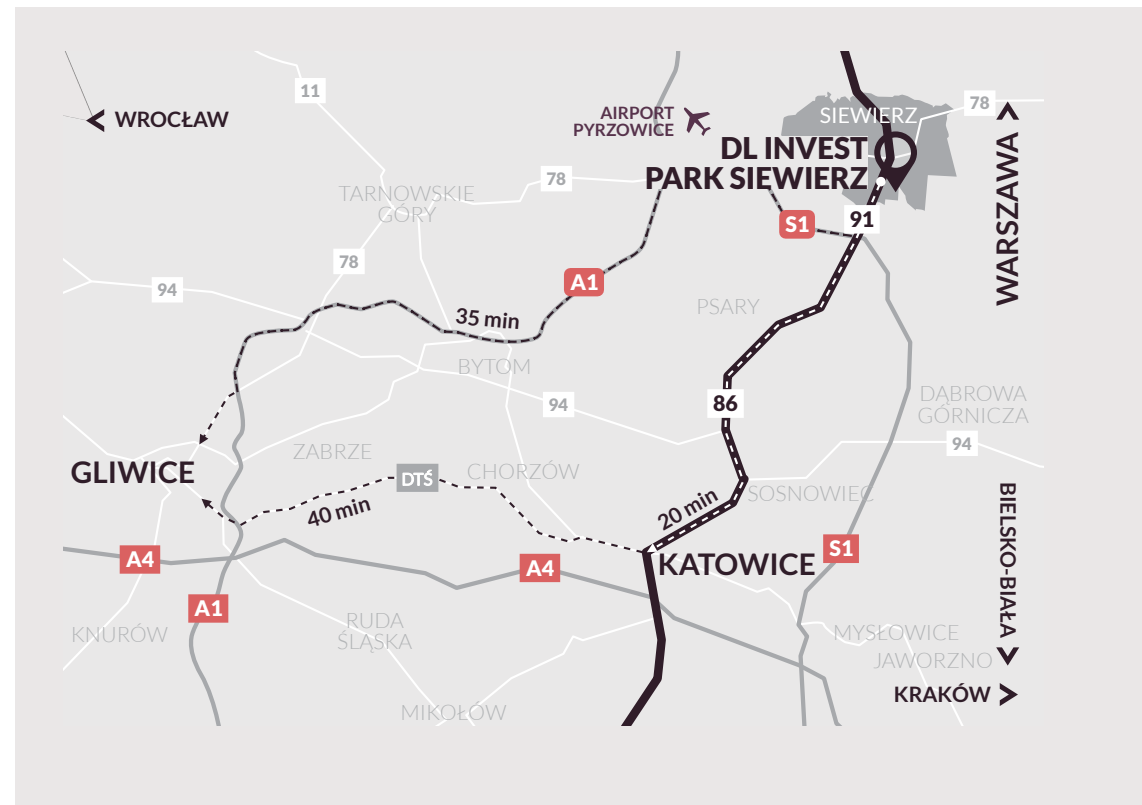 11
78
AIRPORT
PYRZOWICE
SIEWIERZ
WROCŁAW
DL INVEST
PARK SIEWIERZ
WARSZAWA
78
TARNOWSKIE
GÓRY
91
S1
78
94
A1
PSARY
35 min
BYTOM
86
94
DĄBROWA
GÓRNICZA
94
ZABRZE
GLIWICE
DTŚ
CHORZÓW
SOSNOWIEC
40 min
20 min
BIELSKO-BIAŁA
A4
A4
KATOWICE
S1
A1
KNURÓW
RUDA
ŚLĄSKA
MYSŁOWICE
JAWORZNO
KRAKÓW
MIKOŁÓW